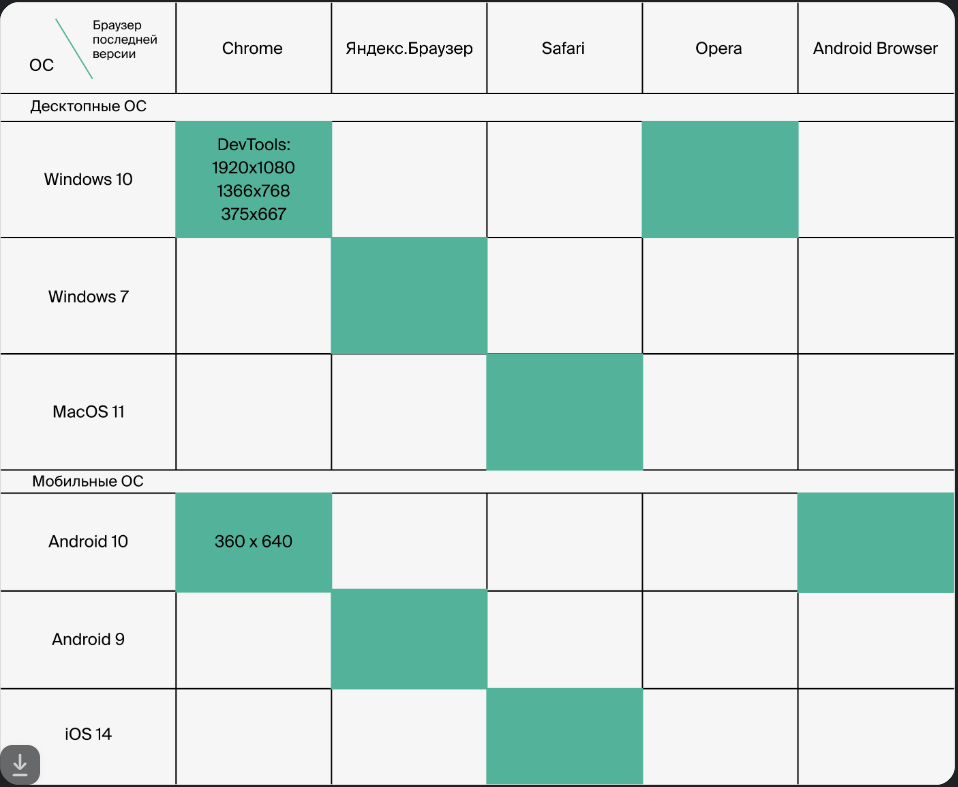 Браузер
последней
версии
ОС
Chrome
Яндекс.Браузер
Safari
Opera
Android Browser
Десктопные ОС
Windows 10
DevTools:
1920x1080
1366x768
375x667
Windows 7
MacOS 11
Мобильные ОС
Android 10
360 x 640
Android 9
iOS 14